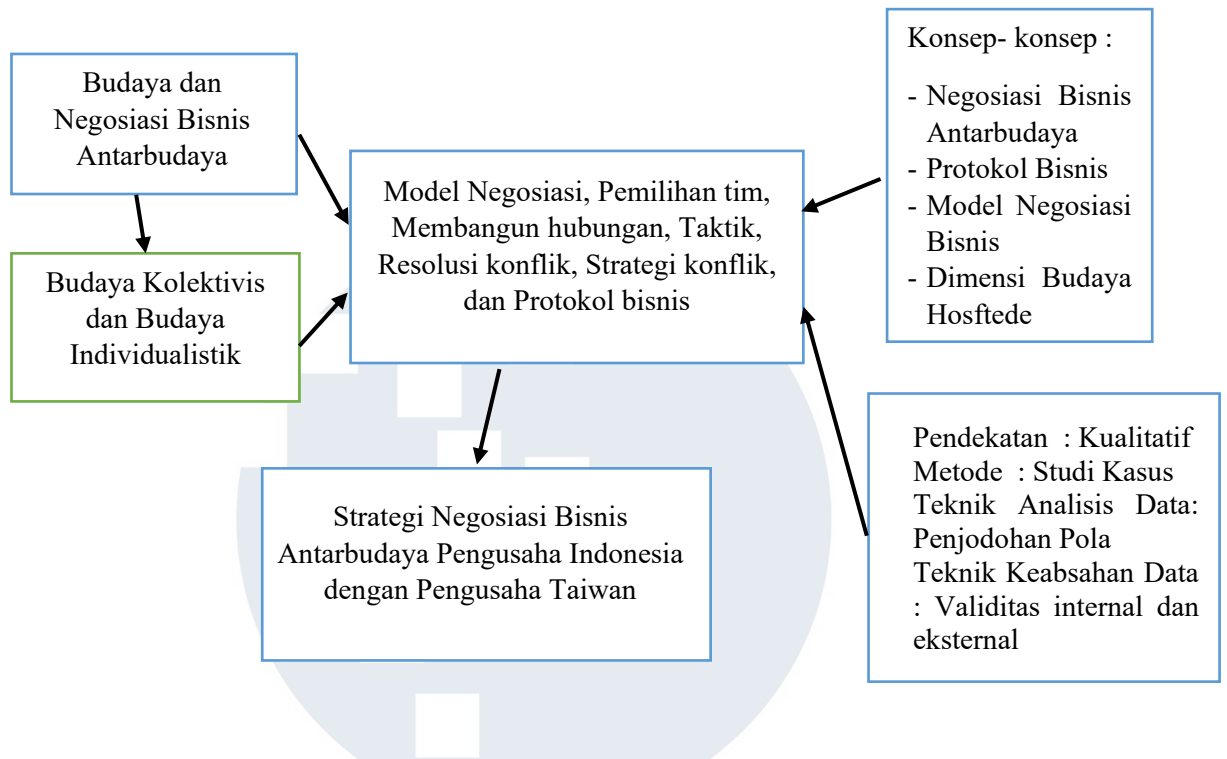 Budaya dan
Negosiasi Bisnis
Antarbudaya
Budaya Kolektivis
dan Budaya
Individualistik
Model Negosiasi, Pemilihan tim,
Membangun hubungan, Taktik,
Resolusi konflik, Strategi konflik,
dan Protokol bisnis
Strategi Negosiasi Bisnis
Antarbudaya Pengusaha Indonesia
dengan Pengusaha Taiwan
Konsep- konsep :
- Negosiasi Bisnis
Antarbudaya
- Protokol Bisnis
- Model Negosiasi
Bisnis
- Dimensi Budaya
Hosftede
Pendekatan : Kualitatif
Metode : Studi Kasus
Teknik Analisis Data:
Penjodohan Pola
Teknik Keabsahan Data
: Validitas internal dan
eksternal